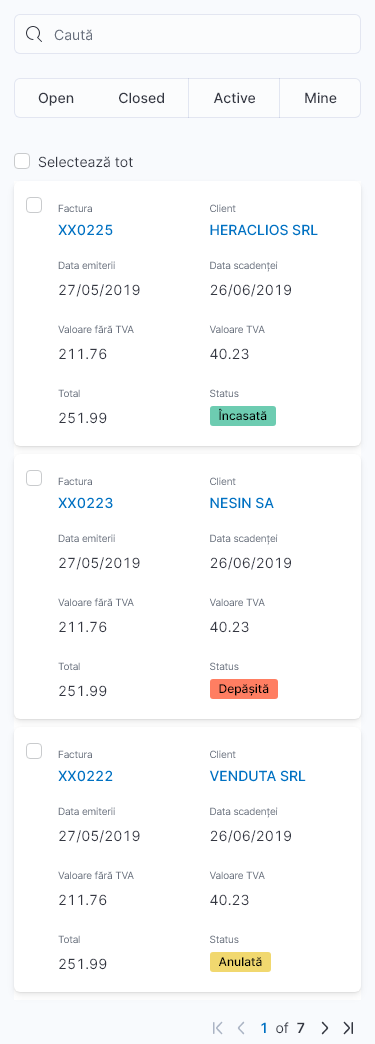 Caută
Open Closed Active Mine
Selectează tot
Factura Client
XX0225 HERACLIOS SRL
Data emiterii Data scadenței
27/05/2019 26/06/2019
Valoare fără TVA Valoare TVA
211.76 40.23
Total Status
251.99 Încasată
Factura Client
XX0223 NESIN SA
Data emiterii Data scadenței
27/05/2019 26/06/2019
Valoare fără TVA Valoare TVA
211.76 40.23
Total Status
251.99 Depășită
Factura Client
XX0222 VENDUTA SRL
Data emiterii Data scadenței
27/05/2019 26/06/2019
Valoare fără TVA Valoare TVA
211.76 40.23
Total Status
251.99 Anulată
1 of 7